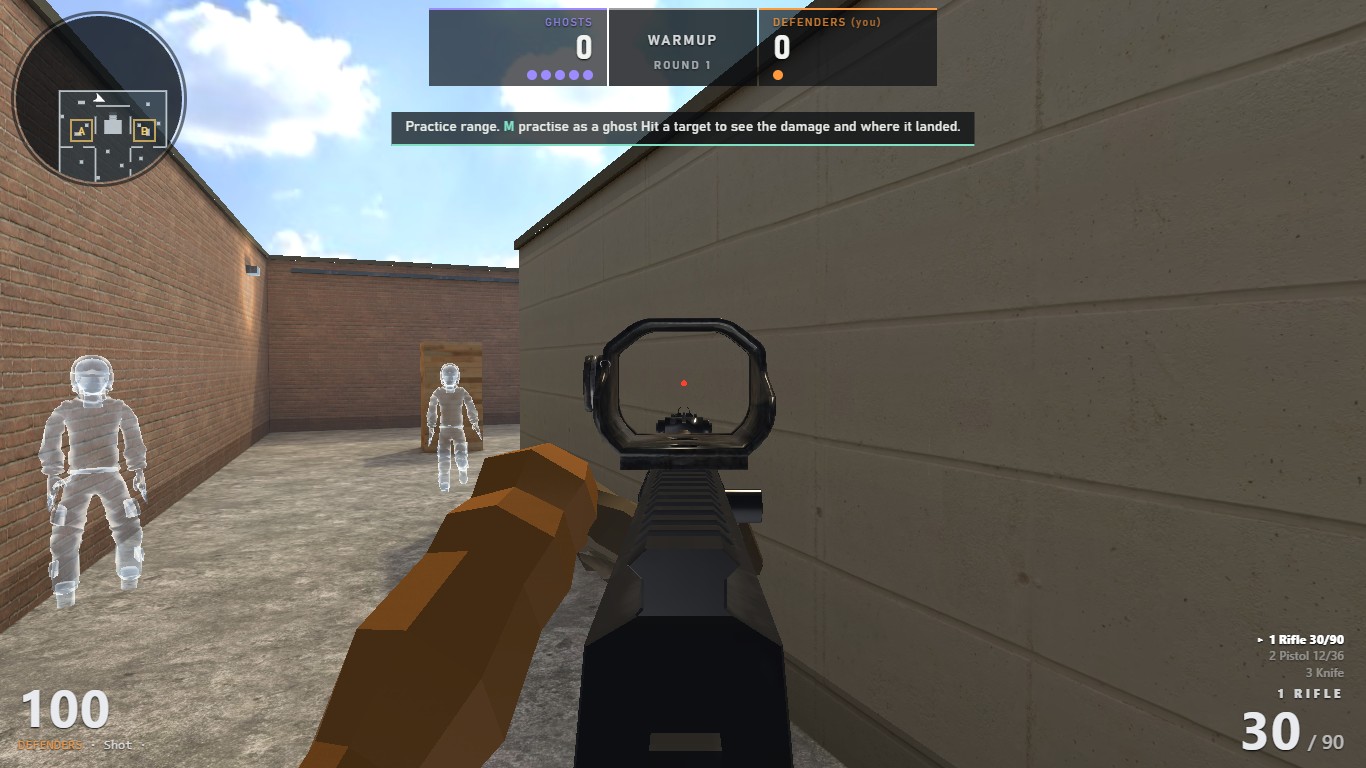 GHOSTS
0
WARMUP
ROUND 1
DEFENDERS (you)
0
Practice range. M practise as a ghost Hit a target to see the damage and where it landed.
A
B
100
DEFENDERS · Shot ·
▸ 1 Rifle 30/90
2 Pistol 12/36
3 Knife
1 RIFLE
30 / 90